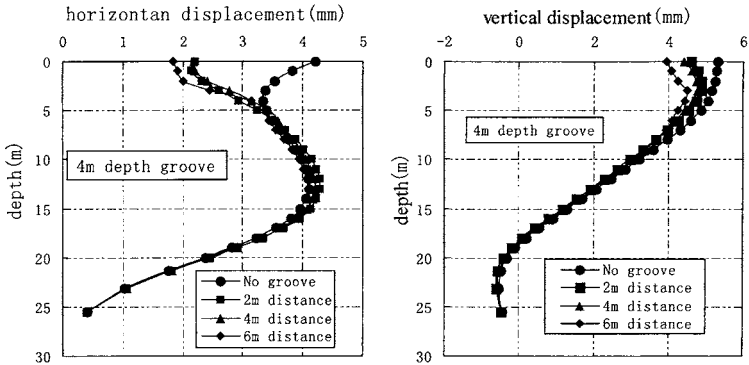 horizontan displacement(mm)
0 1 2 3 4 5
0
5
10
15
20
25
30
depth(m)
4m depth groove
No groove
2m distance
4m distance
6m distance
vertical displacement(mm)
-2 0 2 4 6
0
5
10
15
20
25
30
depth(m)
4m depth groove
No groove
2m distance
4m distance
6m distance